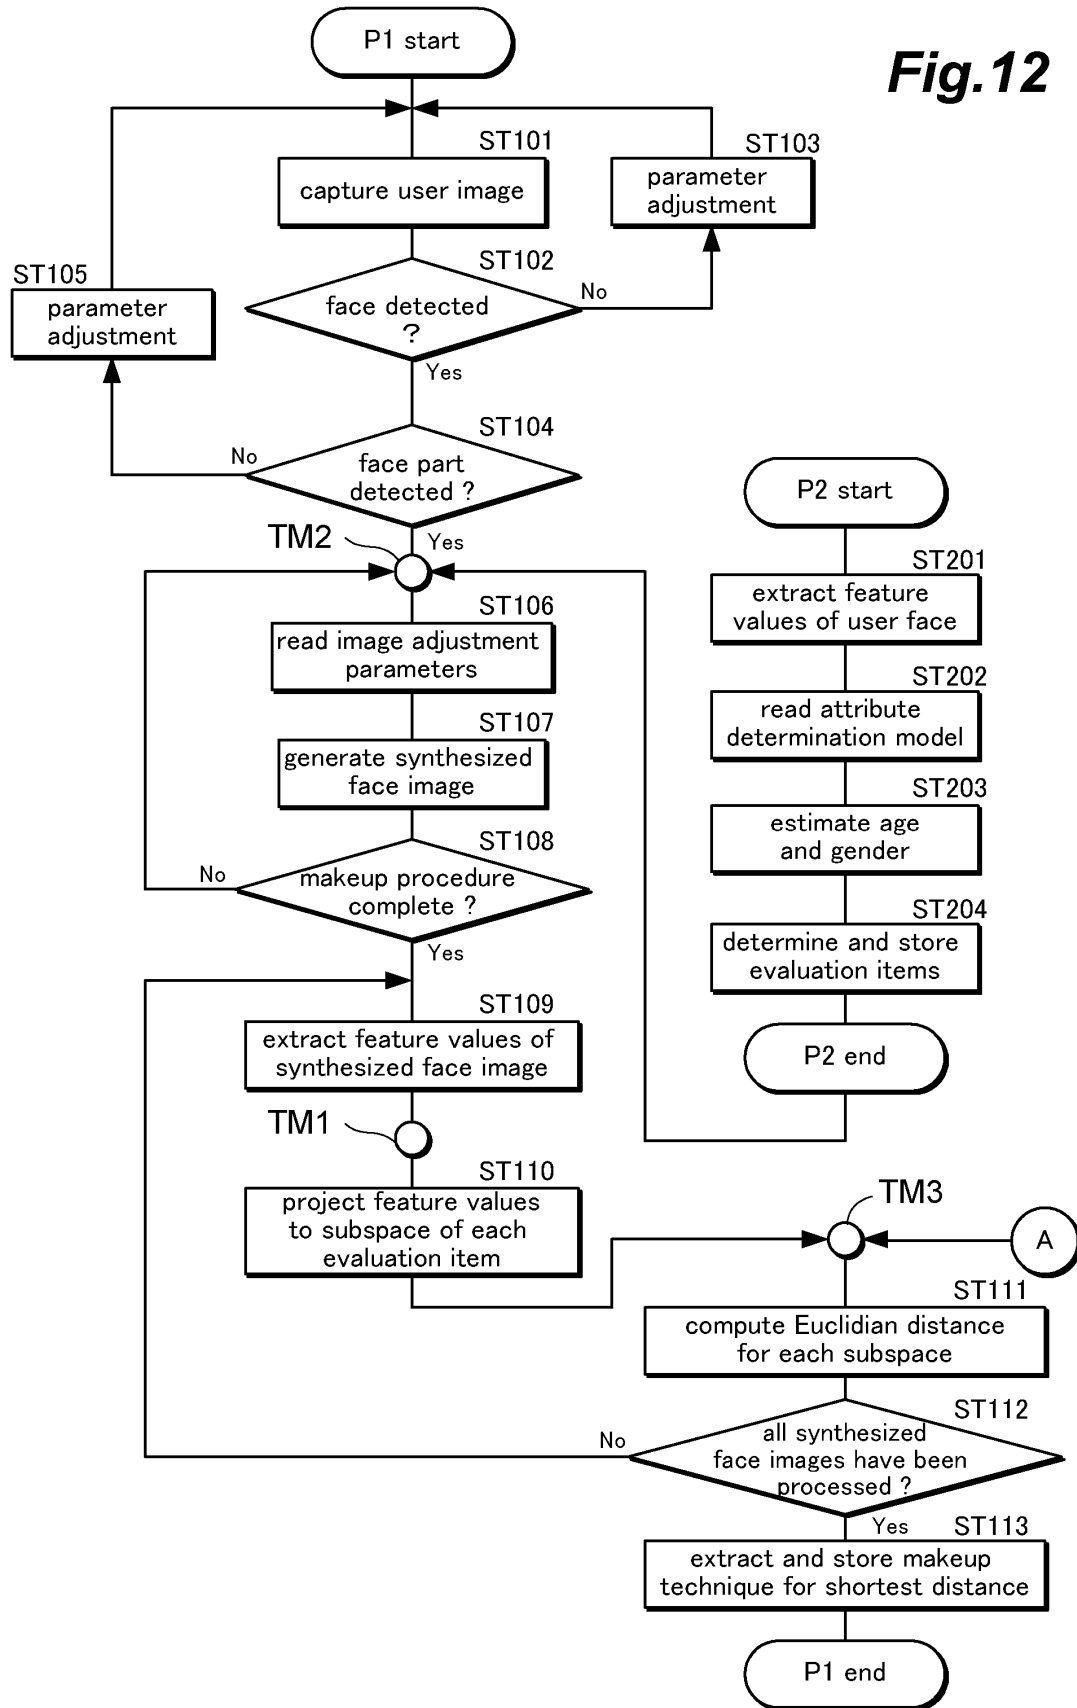 P1 start
Fig.12
ST101
capture user image
ST103
parameter
adjustment
ST102
face detected
?
No
Yes
ST105
parameter
adjustment
ST104
face part
detected ?
No
Yes
TM2
ST106
read image adjustment
parameters
ST107
generate synthesized
face image
ST108
makeup procedure
complete ?
No
Yes
ST109
extract feature values of
synthesized face image
TM1
ST110
project feature values
to subspace of each
evaluation item
P2 start
ST201
extract feature
values of user face
ST202
read attribute
determination model
ST203
estimate age
and gender
ST204
determine and store
evaluation items
P2 end
TM3
A
ST111
compute Euclidian distance
for each subspace
ST112
all synthesized
face images have been
processed ?
No
Yes
ST113
extract and store makeup
technique for shortest distance
P1 end